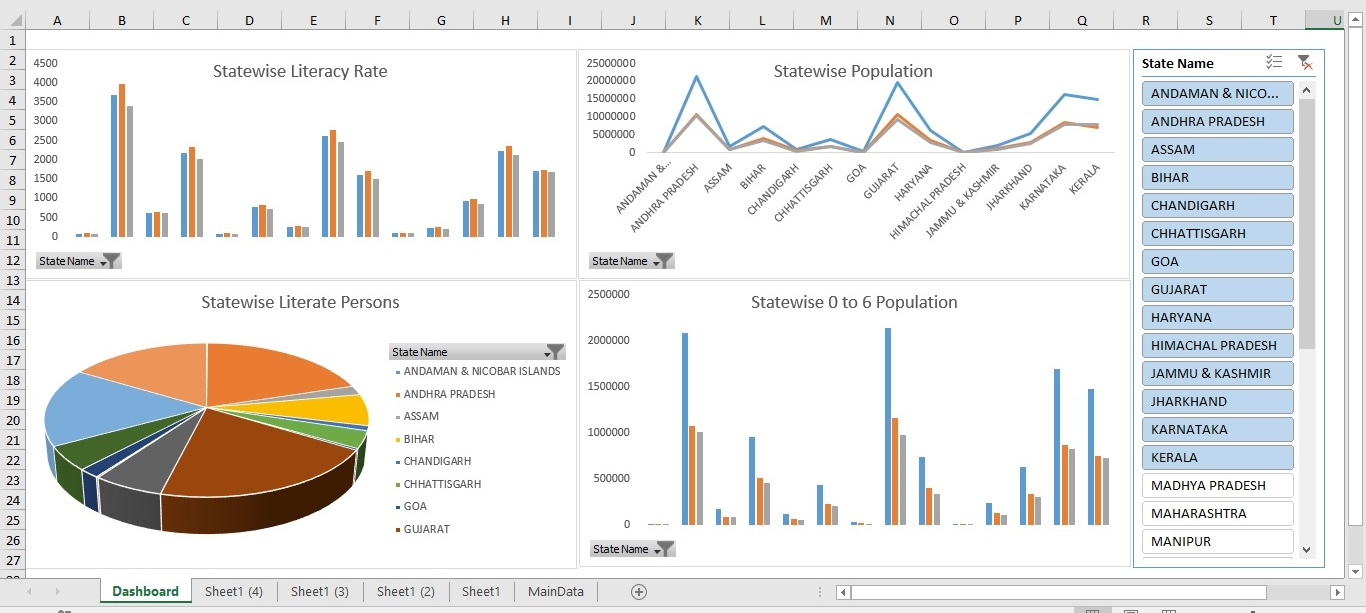 A B C D E F G H I J K L M N O P Q R S T U
1
2
3
4
5
6
7
8
9
10
11
12
13
14
15
16
17
18
19
20
21
22
23
24
25
26
27
28
Statewise Literacy Rate
4500
4000
3500
3000
2500
2000
1500
1000
500
0
State Name
Statewise Population
25000000
20000000
15000000
10000000
5000000
0
ANDAMAN &...
ANDHRA PRADESH
ASSAM
BIHAR
CHANDIGARH
CHHATTISGARH
GOA
GUJARAT
HARYANA
HIMACHAL PRADESH
JAMMU & KASHMIR
JHARKHAND
KARNATAKA
KERALA
State Name
Statewise Literate Persons
State Name
ANDAMAN & NICOBAR ISLANDS
ANDHRA PRADESH
ASSAM
BIHAR
CHANDIGARH
CHHATTISGARH
GOA
GUJARAT
Statewise 0 to 6 Population
2500000
2000000
1500000
1000000
500000
0
State Name
State Name
ANDAMAN & NICO...
ANDHRA PRADESH
ASSAM
BIHAR
CHANDIGARH
CHHATTISGARH
GOA
GUJARAT
HARYANA
HIMACHAL PRADESH
JAMMU & KASHMIR
JHARKHAND
KARNATAKA
KERALA
MADHYA PRADESH
MAHARASHTRA
MANIPUR
Dashboard Sheet1 (4) Sheet1 (3) Sheet1 (2) Sheet1 MainData